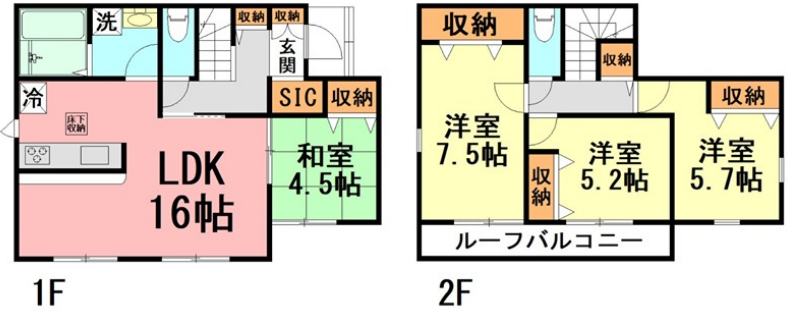 洗
収納
収納
玄関
冷
床下
収納
SIC
収納
LDK
16帖
和室
4.5帖
1F
収納
収納
収納
洋室
7.5帖
洋室
5.2帖
収納
洋室
5.7帖
ルーフバルコニー
2F